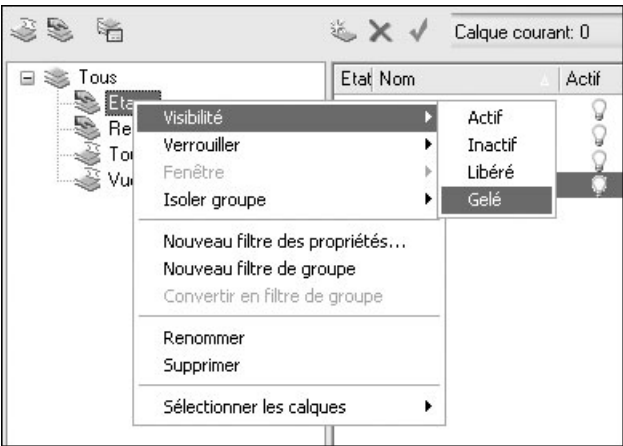 Calque courant: 0
Tous
Etat Nom Actif
Visibilité
Verrouiller
Fenêtre
Isoler groupe
Nouveau filtre des propriétés...
Nouveau filtre de groupe
Convertir en filtre de groupe
Renommer
Supprimer
Sélectionner les calques
Actif
Inactif
Libéré
Gelé